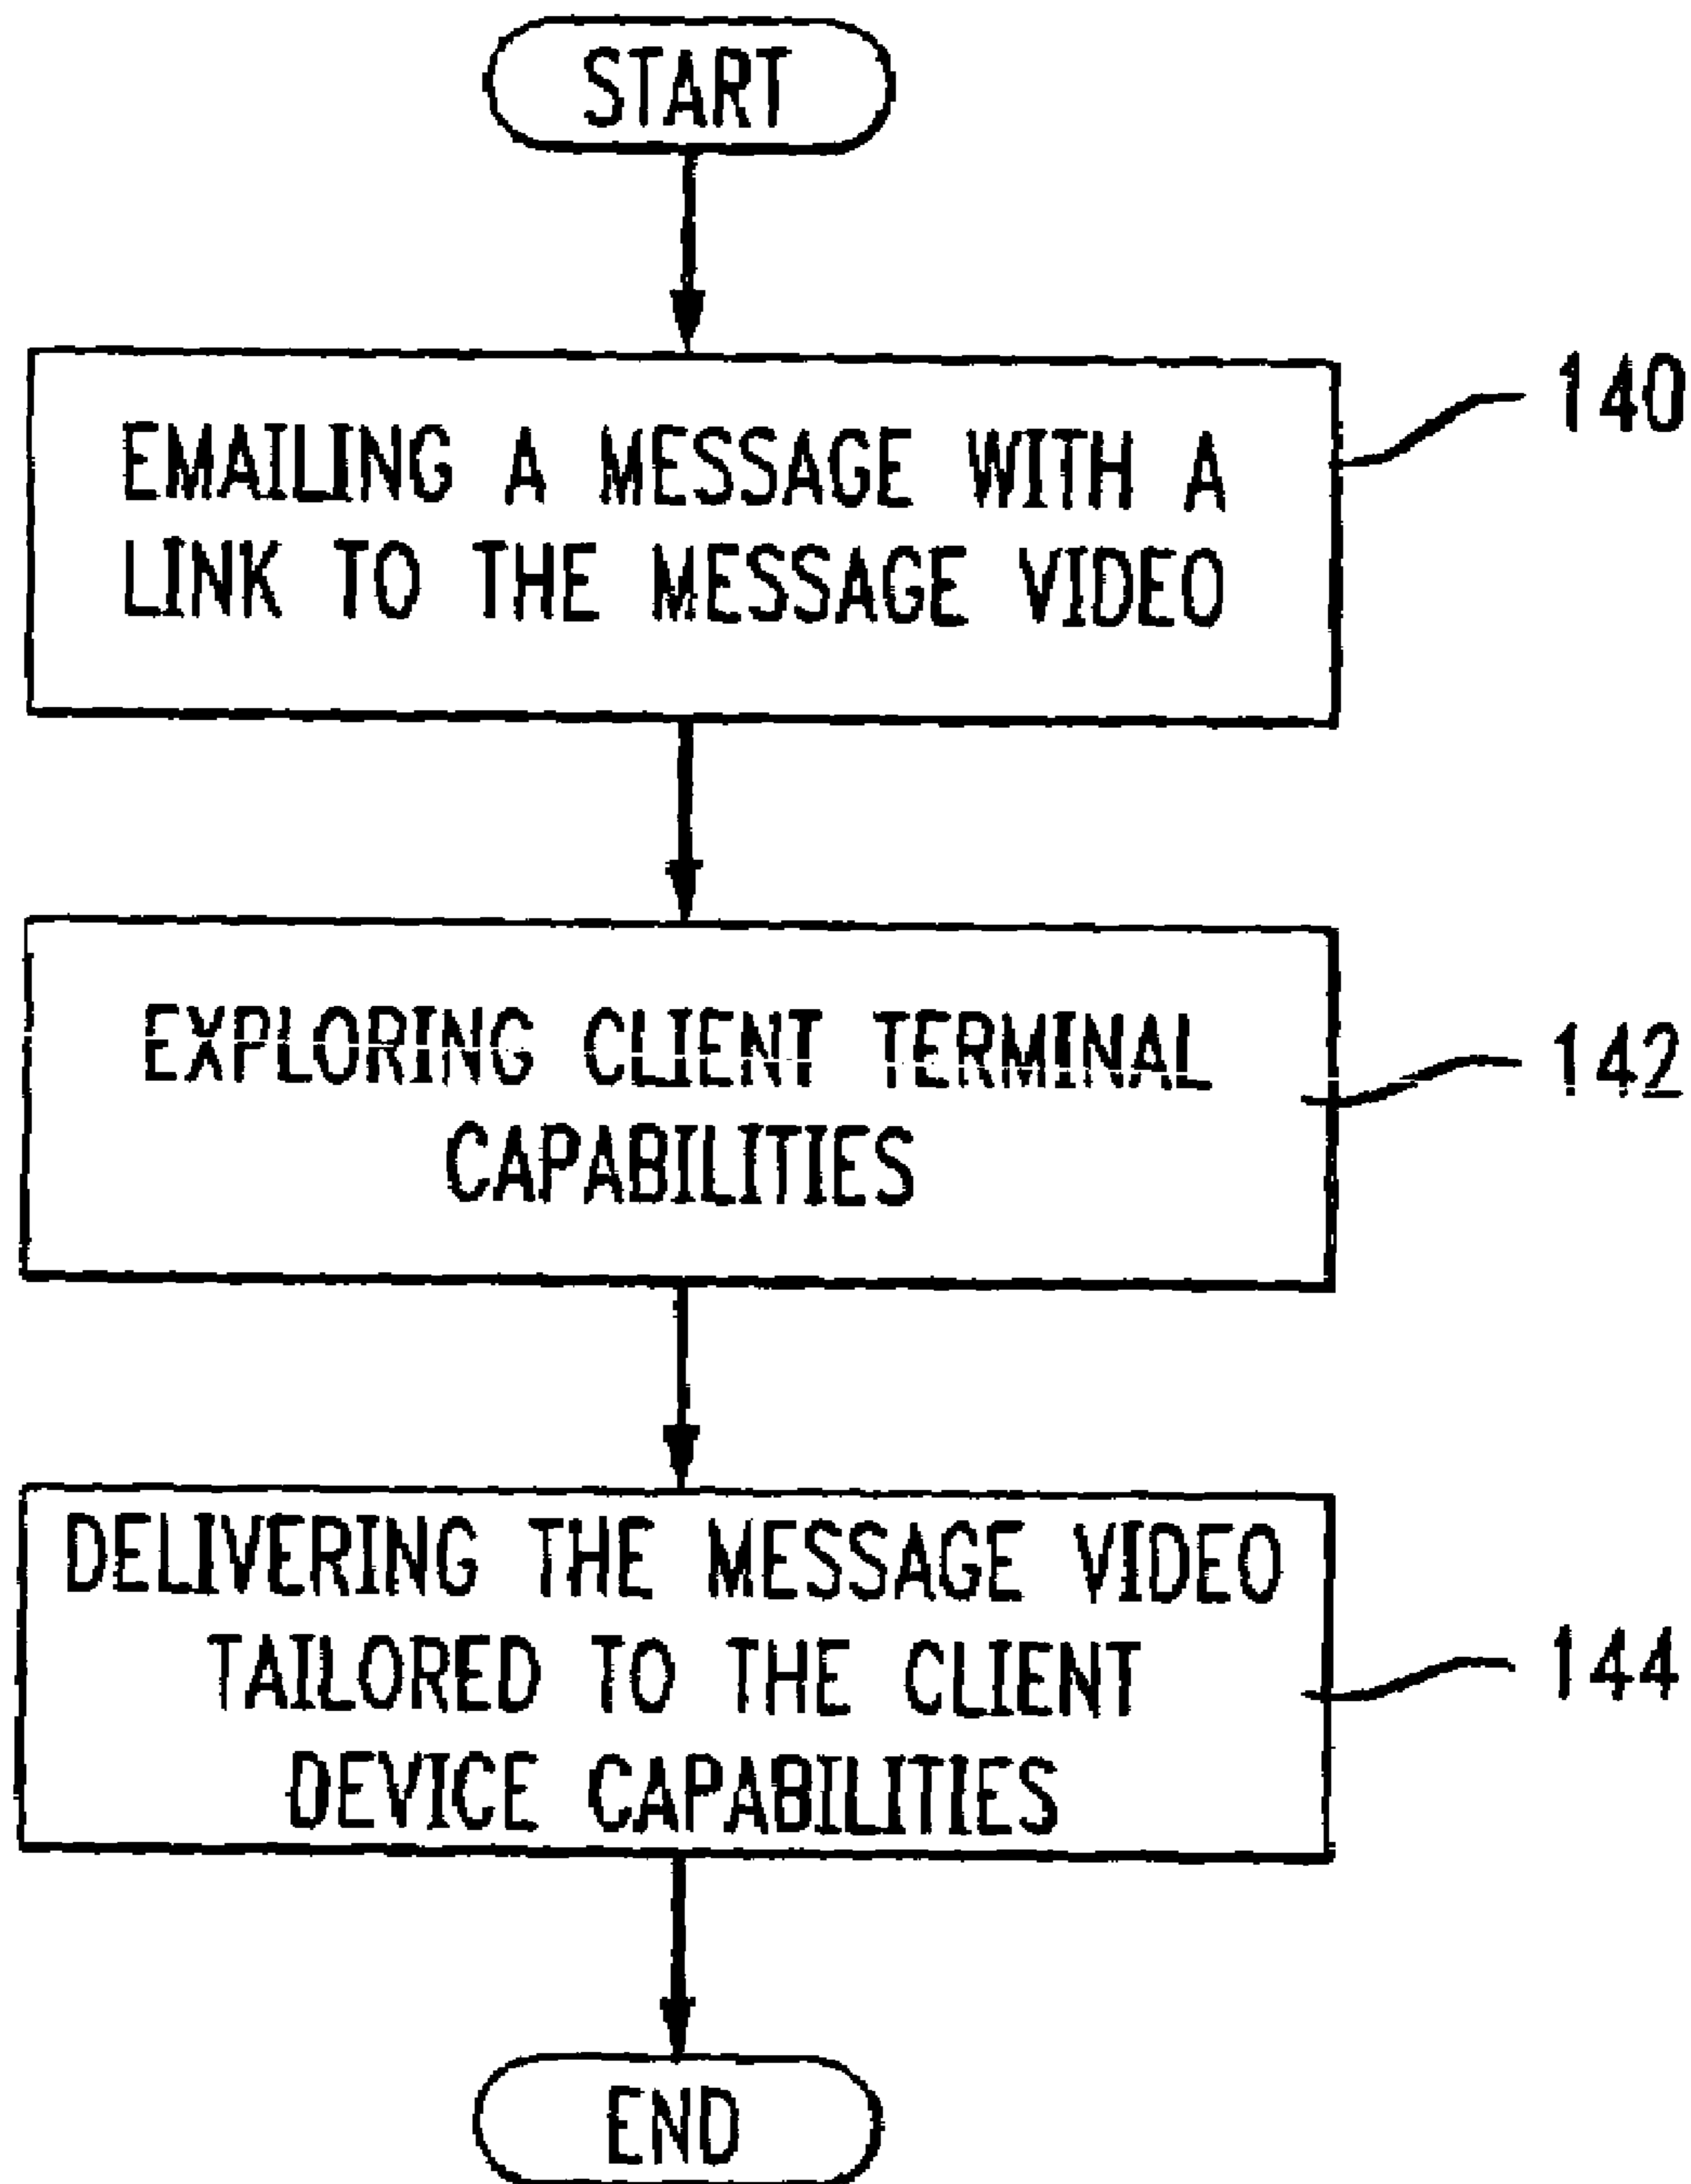 START
EMAILING A MESSAGE WITH A
LINK TO THE MESSAGE VIDEO
140
EXPLORING CLIENT TERMINAL
CAPABILITIES
142
DELIVERING THE MESSAGE VIDEO
TAILORED TO THE CLIENT
DEVICE CAPABILITIES
144
END